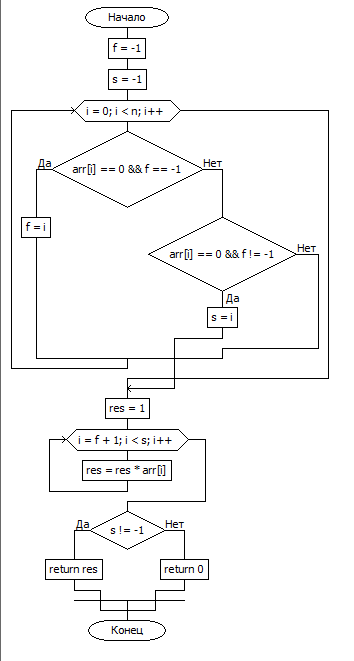 Начало
f = -1
s = -1
i = 0; i < n; i++
Да
arr[i] == 0 && f == -1
Нет
f = i
arr[i] == 0 && f != -1
Нет
Да
s = i
res = 1
i = f + 1; i < s; i++
res = res * arr[i]
Да
s != -1
Нет
return res
return 0
Конец